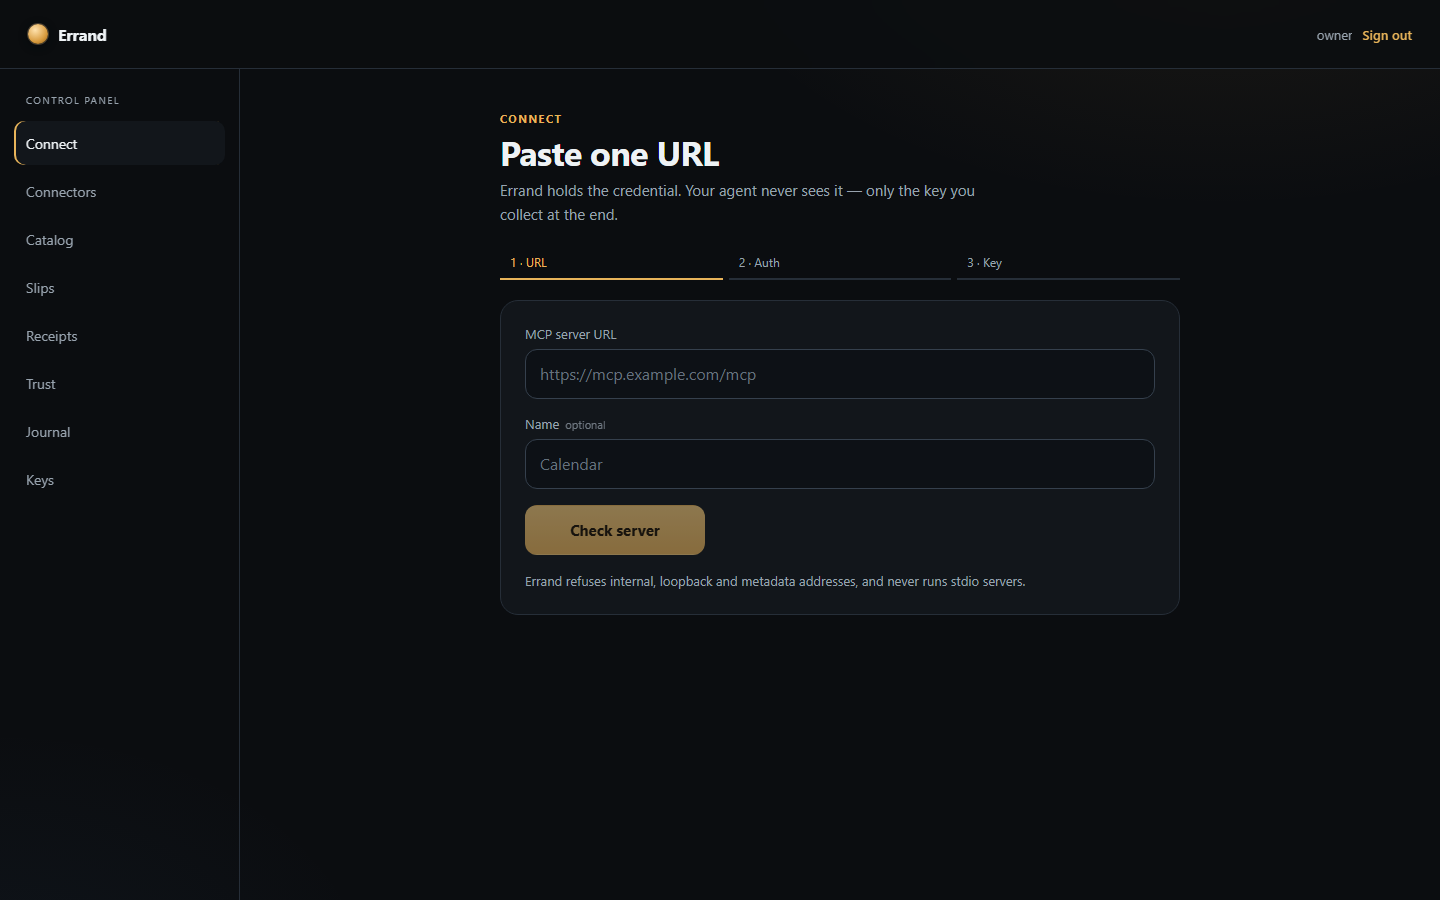 Errand
owner Sign out
CONTROL PANEL
Connect
Connectors
Catalog
Slips
Receipts
Trust
Journal
Keys
CONNECT
Paste one URL
Errand holds the credential. Your agent never sees it — only the key you
collect at the end.
1 · URL
2 · Auth
3 · Key
MCP server URL
https://mcp.example.com/mcp
Name optional
Calendar
Check server
Errand refuses internal, loopback and metadata addresses, and never runs stdio servers.